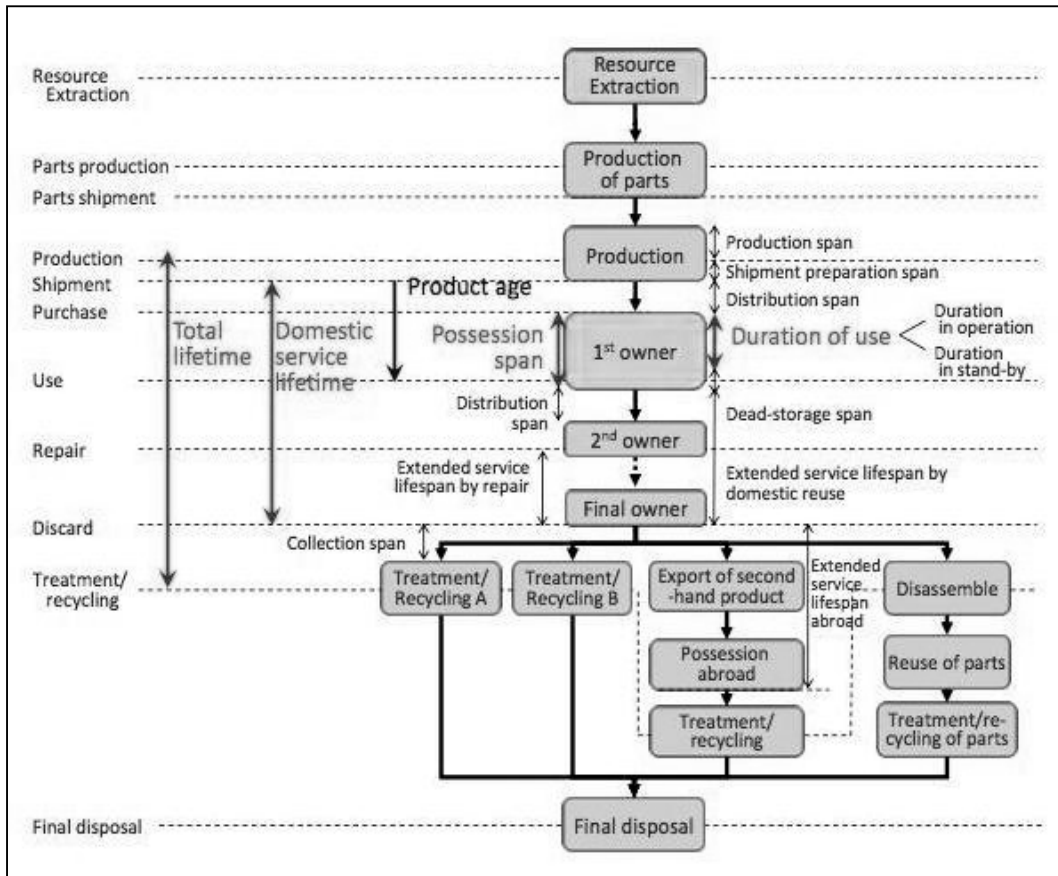 Resource
Extraction
Resource
Extraction
Parts production
Production
of parts
Parts shipment
Production
Production
Production span
Shipment
Shipment preparation span
Product age
Distribution span
Purchase
Total
lifetime
Domestic
service
lifetime
Possession
span
1st owner
Duration of use
Duration
in operation
Duration
in stand-by
Use
Distribution
span
Dead-storage span
2nd owner
Repair
Extended service
lifespan by repair
Extended service lifespan by
domestic reuse
Final owner
Discard
Collection span
Extended
service
lifespan
abroad
Treatment/
recycling
Treatment/
Recycling A
Treatment/
Recycling B
Export of second
-hand product
Disassemble
Possession
abroad
Reuse of parts
Treatment/
recycling
Treatment/re-
cycling of parts
Final disposal
Final disposal